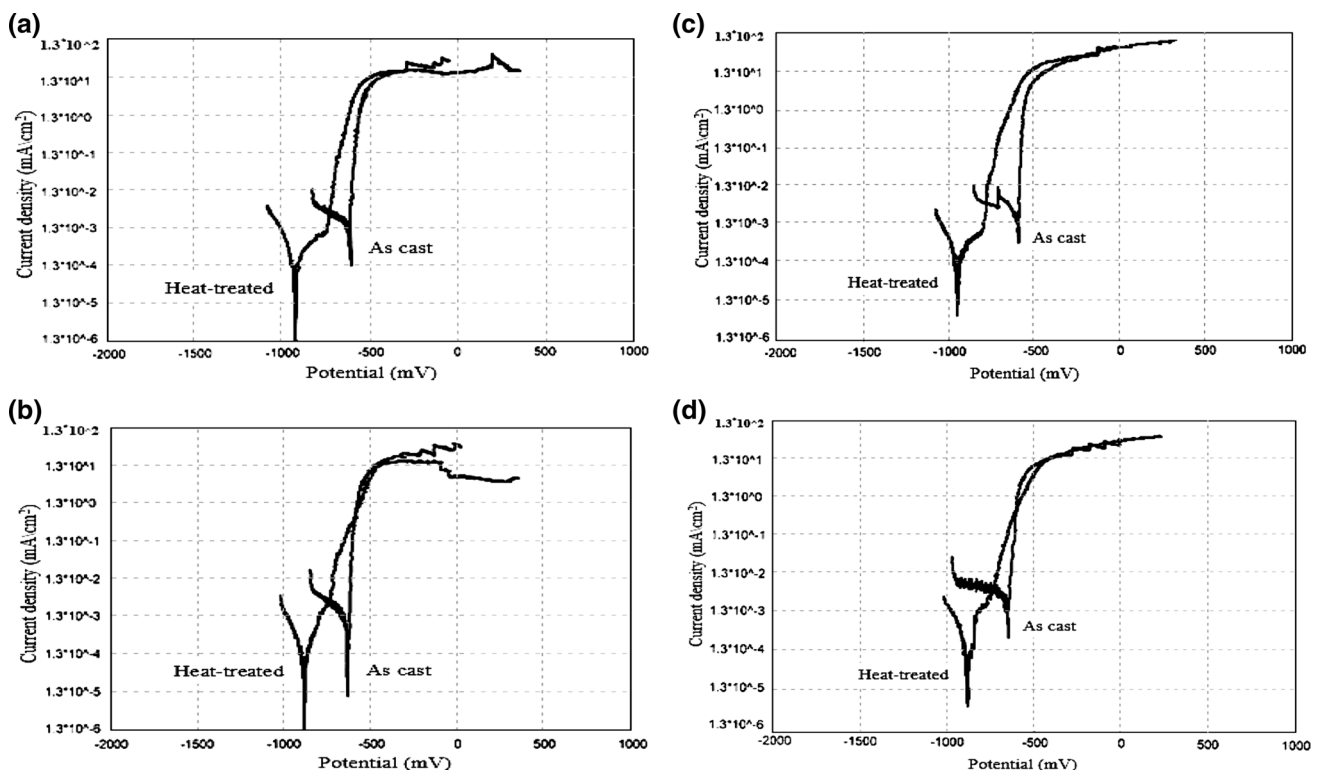 (a)
Current density (mA\cm²)
1.3*10^2
1.3*10^1
1.3*10^0
1.3*10^-1
1.3*10^-2
1.3*10^-3
1.3*10^-4
1.3*10^-5
1.3*10^-6
As cast
Heat-treated
-2000 -1500 -1000 -500 0 500 1000
Potential (mV)
(c)
Current density (mA\cm²)
1.3*10^2
1.3*10^1
1.3*10^0
1.3*10^-1
1.3*10^-2
1.3*10^-3
1.3*10^-4
1.3*10^-5
1.3*10^-6
As cast
Heat-treated
-2000 -1500 -1000 -500 0 500 1000
Potential (mV)
(b)
Current density (mA\cm²)
1.3*10^2
1.3*10^1
1.3*10^0
1.3*10^-1
1.3*10^-2
1.3*10^-3
1.3*10^-4
1.3*10^-5
1.3*10^-6
Heat-treated
As cast
-2000 -1500 -1000 -500 0 500 1000
Potential (mV)
(d)
Current density (mA\cm²)
1.3*10^2
1.3*10^1
1.3*10^0
1.3*10^-1
1.3*10^-2
1.3*10^-3
1.3*10^-4
1.3*10^-5
1.3*10^-6
As cast
Heat-treated
-2000 -1500 -1000 -500 0 500 1000
Potential (mV)